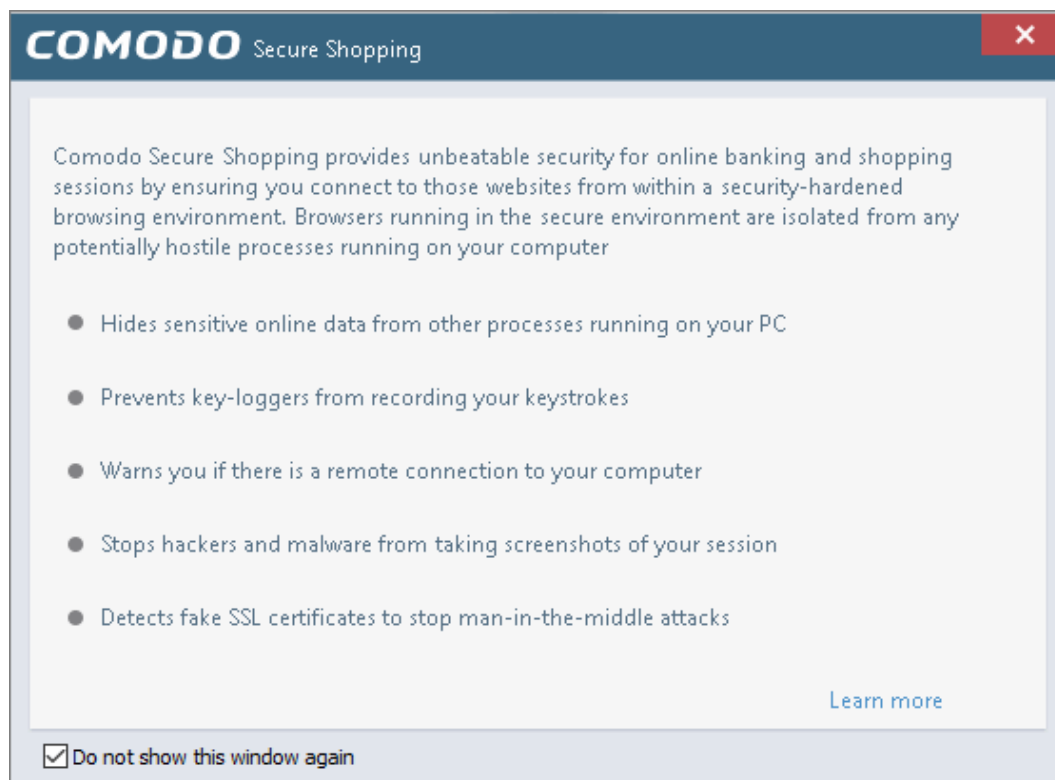 COMODO Secure Shopping
Comodo Secure Shopping provides unbeatable security for online banking and shopping
sessions by ensuring you connect to those websites from within a security-hardened
browsing environment. Browsers running in the secure environment are isolated from any
potentially hostile processes running on your computer
Hides sensitive online data from other processes running on your PC
Prevents key-loggers from recording your keystrokes
Warns you if there is a remote connection to your computer
Stops hackers and malware from taking screenshots of your session
Detects fake SSL certificates to stop man-in-the-middle attacks
Learn more
Do not show this window again